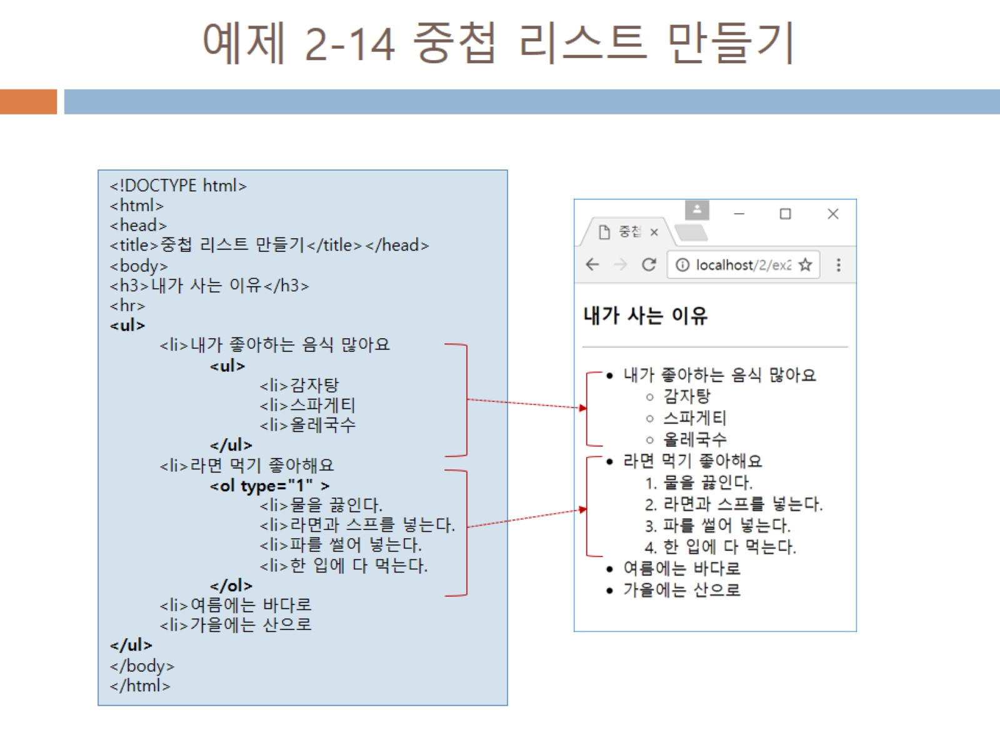 예제 2-14 중첩 리스트 만들기
<!DOCTYPE html>
<html>
<head>
<title>중첩 리스트 만들기</title></head>
<body>
<h3>내가 사는 이유</h3>
<hr>
<ul>
<li>내가 좋아하는 음식 많아요
<ul>
<li>감자탕
<li>스파게티
<li>올레국수
</ul>
<li>라면 먹기 좋아해요
<ol type="1" >
<li>물을 끓인다.
<li>라면과 스프를 넣는다.
<li>파를 썰어 넣는다.
<li>한 입에 다 먹는다.
</ol>
<li>여름에는 바다로
<li>가을에는 산으로
</ul>
</body>
</html>
중첩
localhost/2/ex2
내가 사는 이유
• 내가 좋아하는 음식 많아요
○ 감자탕
○ 스파게티
○ 올레국수
• 라면 먹기 좋아해요
1. 물을 끓인다.
2. 라면과 스프를 넣는다.
3. 파를 썰어 넣는다.
4. 한 입에 다 먹는다.
• 여름에는 바다로
• 가을에는 산으로